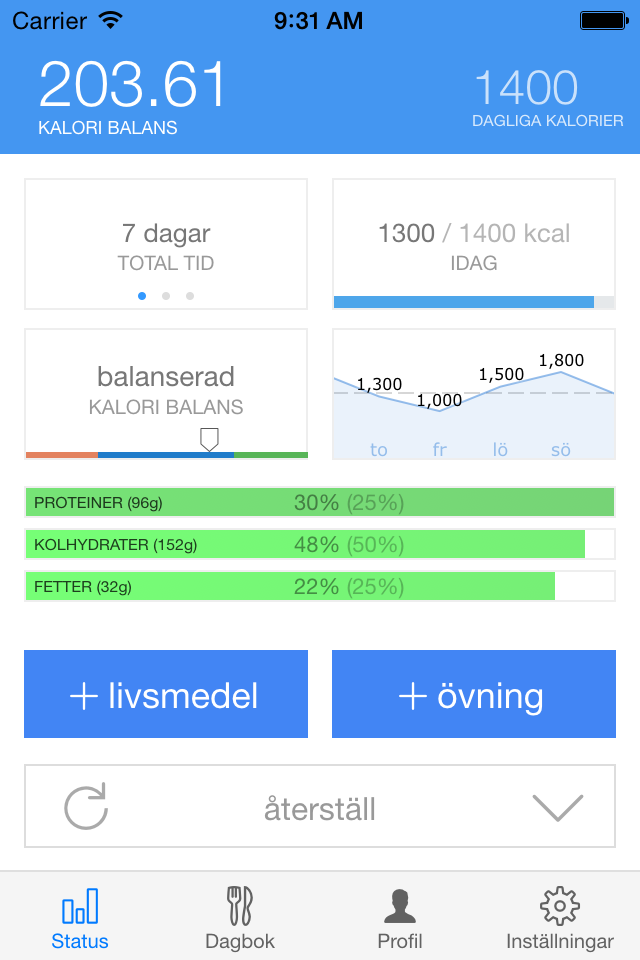 Carrier 9:31 AM
203.61
KALORI BALANS
1400
DAGLIGA KALORIER
7 dagar
TOTAL TID
1300 / 1400 kcal
IDAG
balanserad
KALORI BALANS
1,300 1,000 1,500 1,800
to fr lö sö
PROTEINER (96g) 30% (25%)
KOLHYDRATER (152g) 48% (50%)
FETTER (32g) 22% (25%)
+ livsmedel
+ övning
återställ
Status Dagbok Profil Inställningar